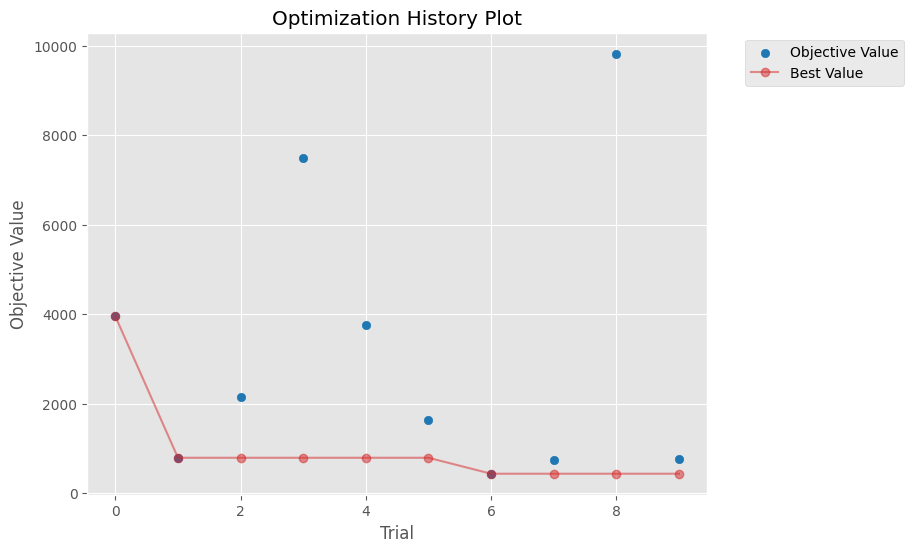 Optimization History Plot
Objective Value
Best Value
Objective Value
10000
8000
6000
4000
2000
0
0 2 4 6 8
Trial